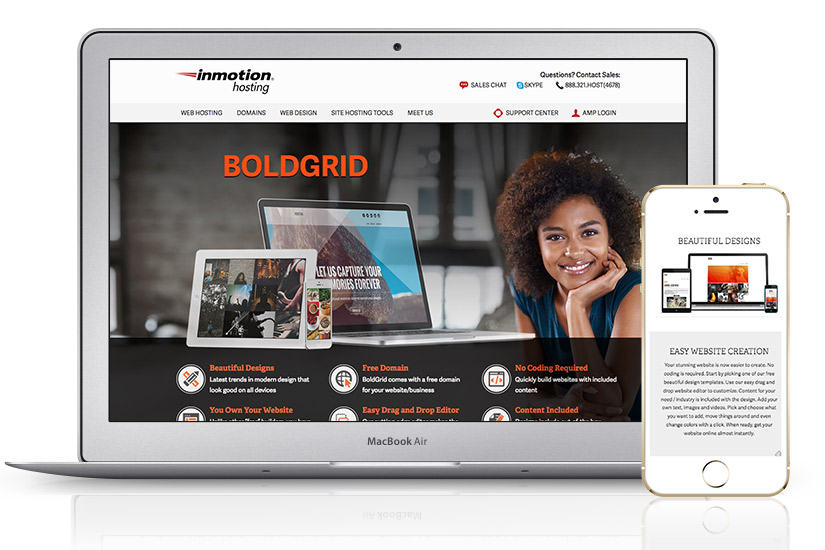 inmotion
hosting
Questions? Contact Sales:
SALES CHAT SKYPE 888.321.HOST(4678)
WEB HOSTING DOMAINS WEB DESIGN SITE HOSTING TOOLS MEET US SUPPORT CENTER AMP LOGIN
BOLDGRID
LET US CAPTURE YOUR
MORIES FOREVER
Beautiful Designs
Latest trends in modern design that
look good on all devices
Free Domain
BoldGrid comes with a free domain
for your website/business
No Coding Required
Quickly build websites with included
content
You Own Your Website
Easy Drag and Drop Editor
Content Included
MacBook Air
BEAUTIFUL DESIGNS
EASY WEBSITE CREATION
Your stunning website is now easier to create. No
coding is required. Start by picking one of our free
beautiful design templates. Use our easy drag and
drop website editor to customize. Content for your
need / industry is included with the design. Add your
own text, images and videos. Pick and choose what
you want to add, move things around and even
change colors with a click. When ready, get your
website online almost instantly.